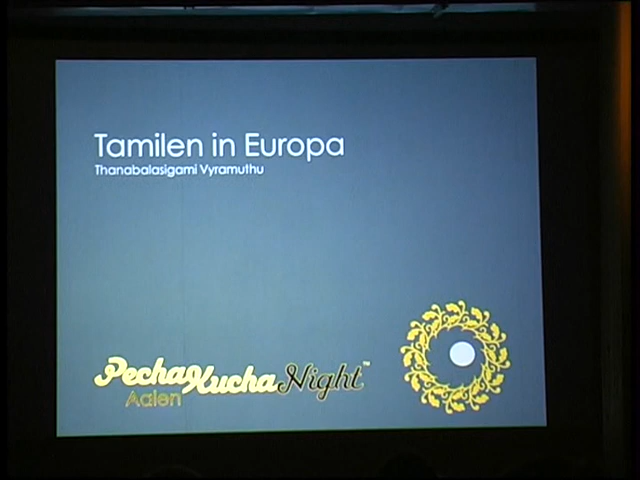 Tamilen in Europa
Thanabalasigami Vyramuthu
PechaKucha Night™
Aalen